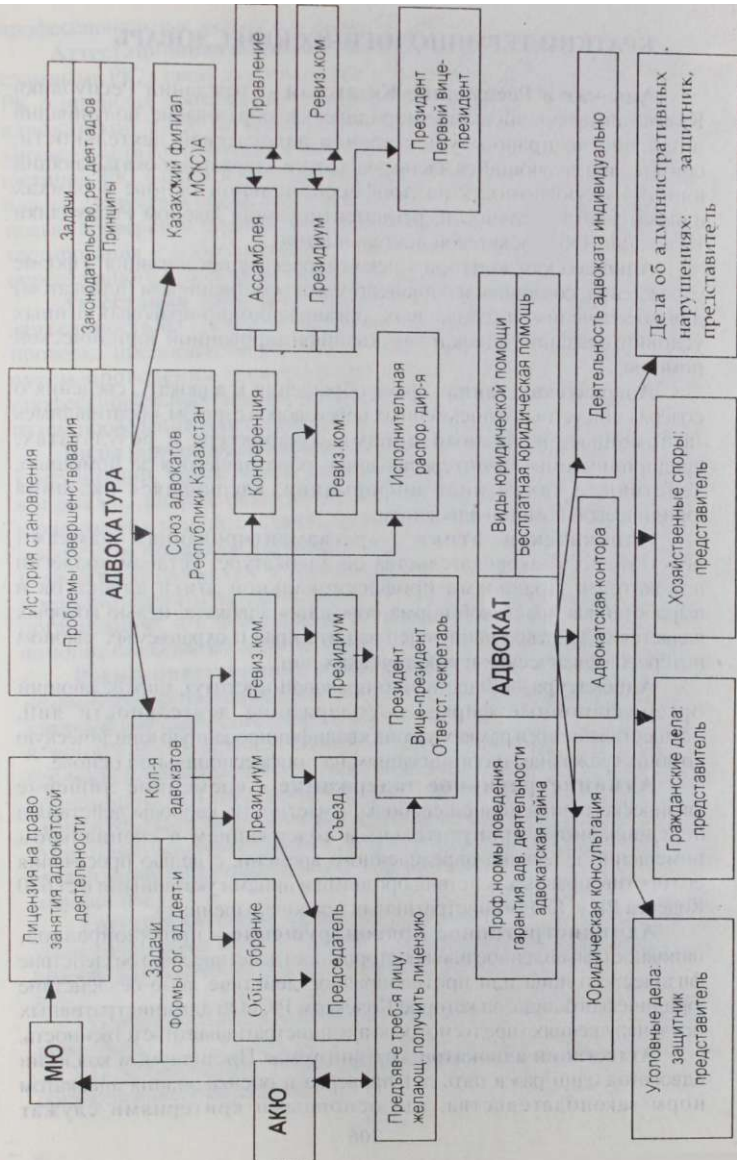 МЮ
Лицензия на право
занятия адвокатской
деятельности
История становления
Проблемы совершенствования
АДВОКАТУРА
Задачи
Законодательство, рег деят ад-ов
Принципы
Задачи
Формы орг ад деят-и
Кол-я
адвокатов
Союз адвокатов
Республики Казахстан
Казахский филиал
МС(С)А
АКЮ
Общ собрание
Президиум
Ревиз.ком.
Конференция
Ассамблея
Правление
Председатель
Съезд
Президиум
Ревиз.ком.
Президиум
Ревиз.ком.
Предъяв-е треб-я лицу,
желающ получить лицензию
Президент
Вице-президент
Ответст. секретарь
Исполнительная
распор. дир-я
Президент
Первый вице-
президент
Проф.нормы поведения
гарантия адв. деятельности
адвокатская тайна
АДВОКАТ
Виды юридической помощи
Бесплатная юридическая помощь
Юридическая консультация
Адвокатская контора
Деятельность адвоката индивидуально
Уголовные дела:
защитник
представитель
Гражданские дела:
представитель
Хозяйственные споры:
представитель
Дела об административных
нарушениях: защитник,
представитель